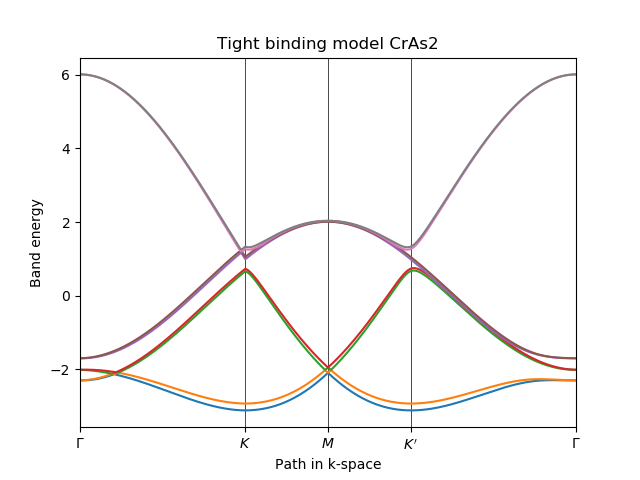 Tight binding model CrAs2
Band energy
6
4
2
0
−2
Γ K M K′ Γ
Path in k-space